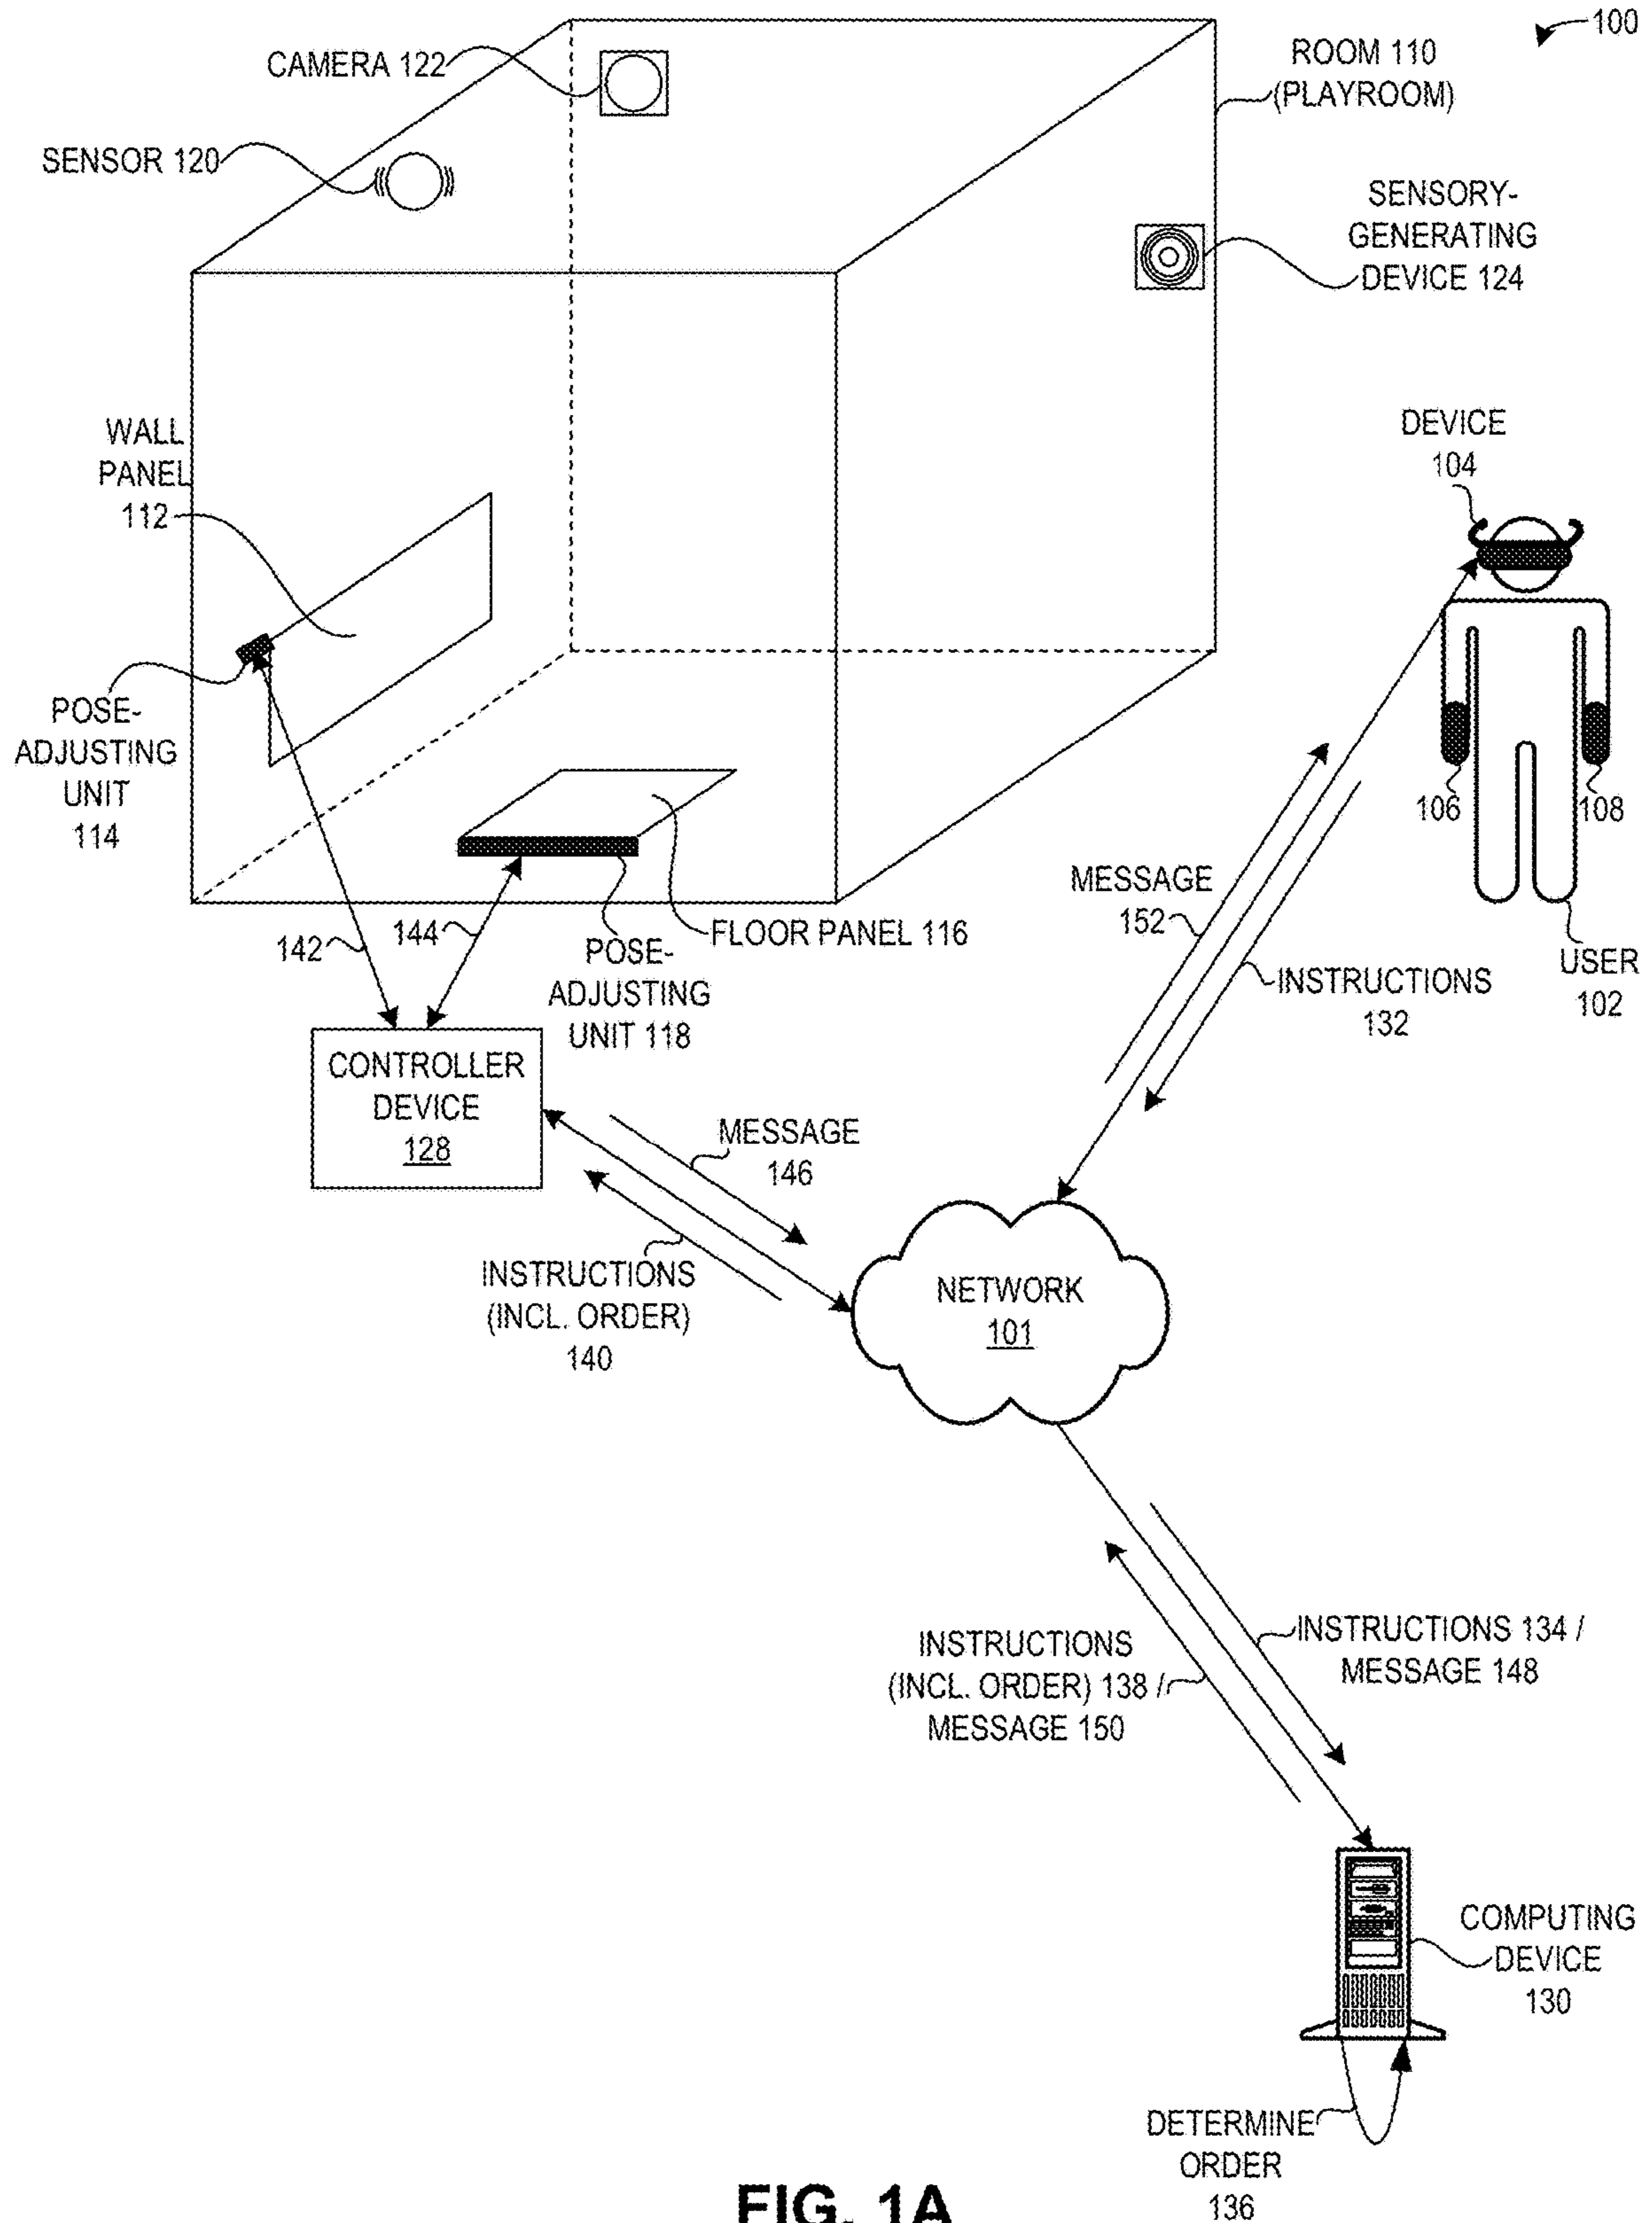 100
CAMERA 122
ROOM 110
(PLAYROOM)
SENSOR 120
SENSORY-
GENERATING
DEVICE 124
WALL
PANEL
112
DEVICE
104
POSE-
ADJUSTING
UNIT
114
106
108
MESSAGE
152
FLOOR PANEL 116
142
144
POSE-
ADJUSTING
UNIT 118
USER
102
INSTRUCTIONS
132
CONTROLLER
DEVICE
128
MESSAGE
146
INSTRUCTIONS
(INCL. ORDER)
140
NETWORK
101
INSTRUCTIONS 134 /
MESSAGE 148
INSTRUCTIONS
(INCL. ORDER) 138 /
MESSAGE 150
COMPUTING
DEVICE
130
DETERMINE
ORDER
136
FIG. 1A